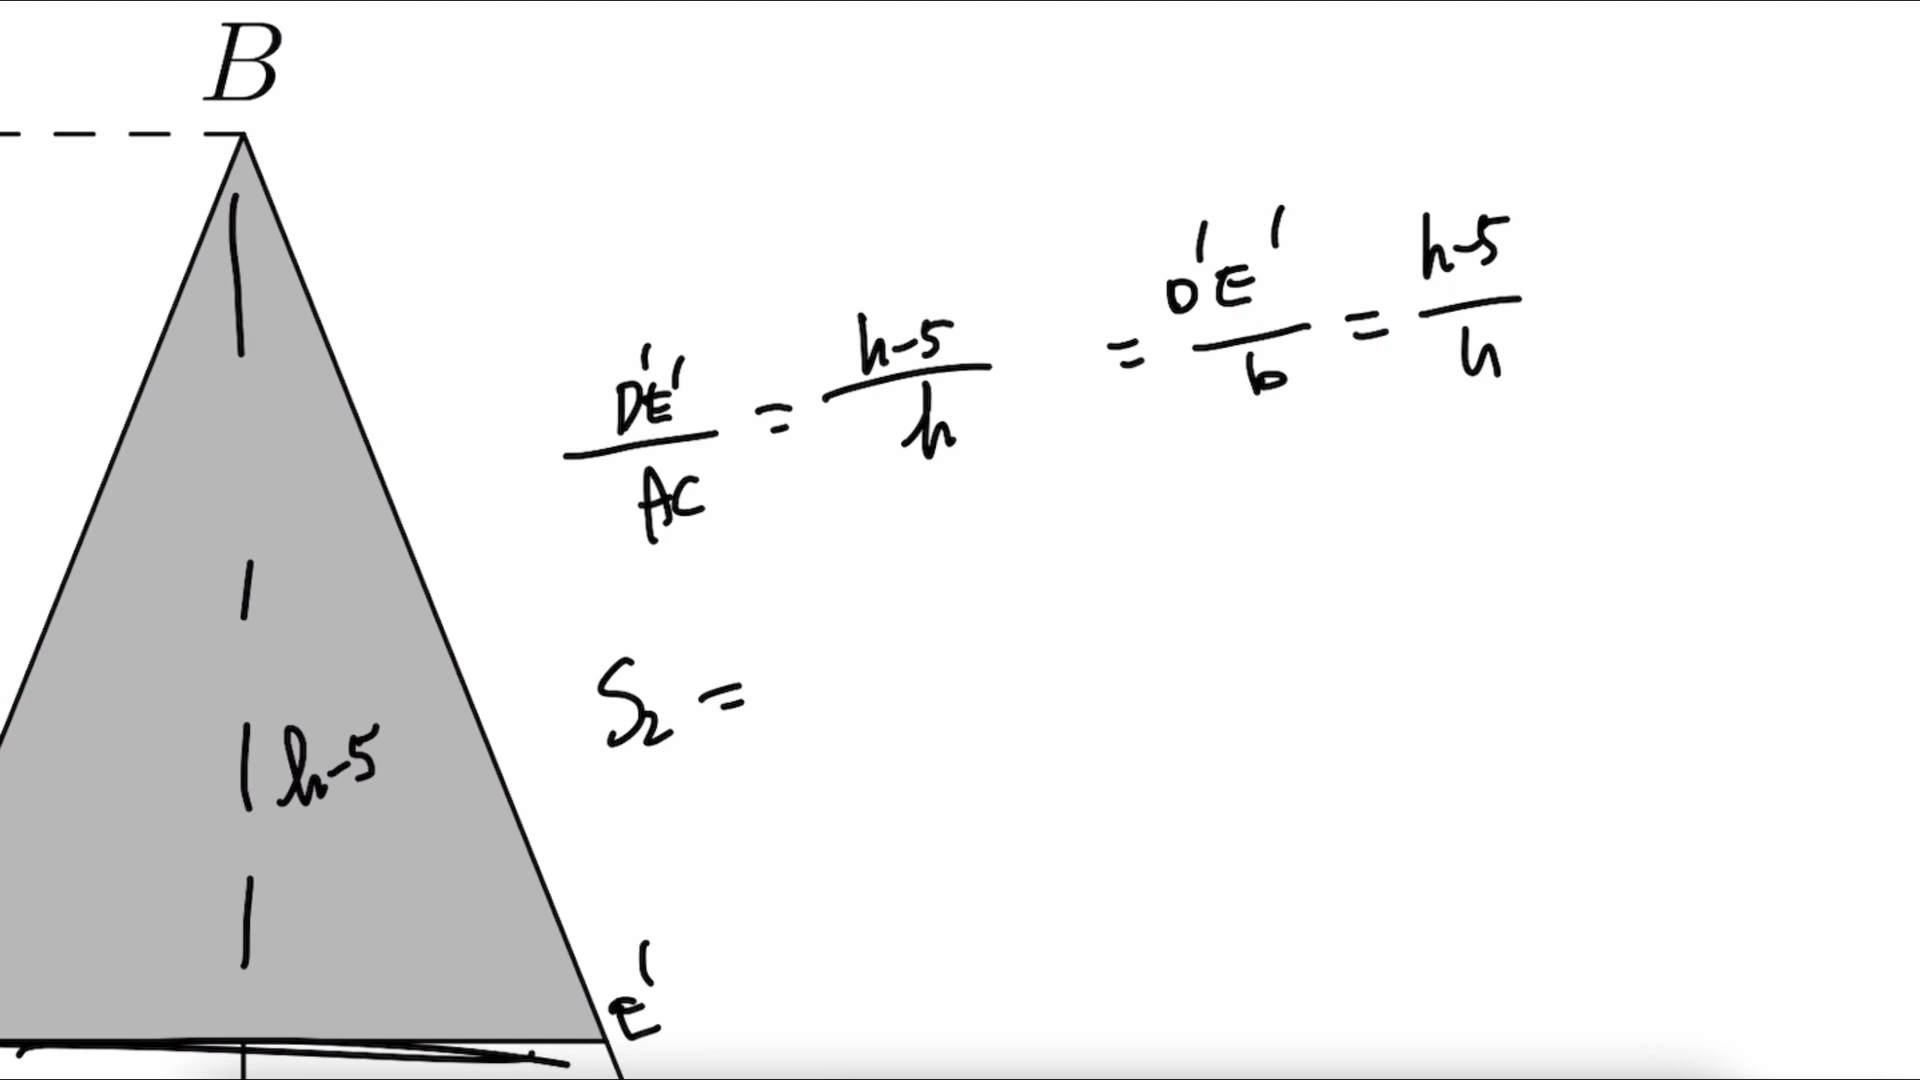 B
D'E'/AC = h-5/h = D'E'/b = h-5/h
S₂ =
h-5
E'